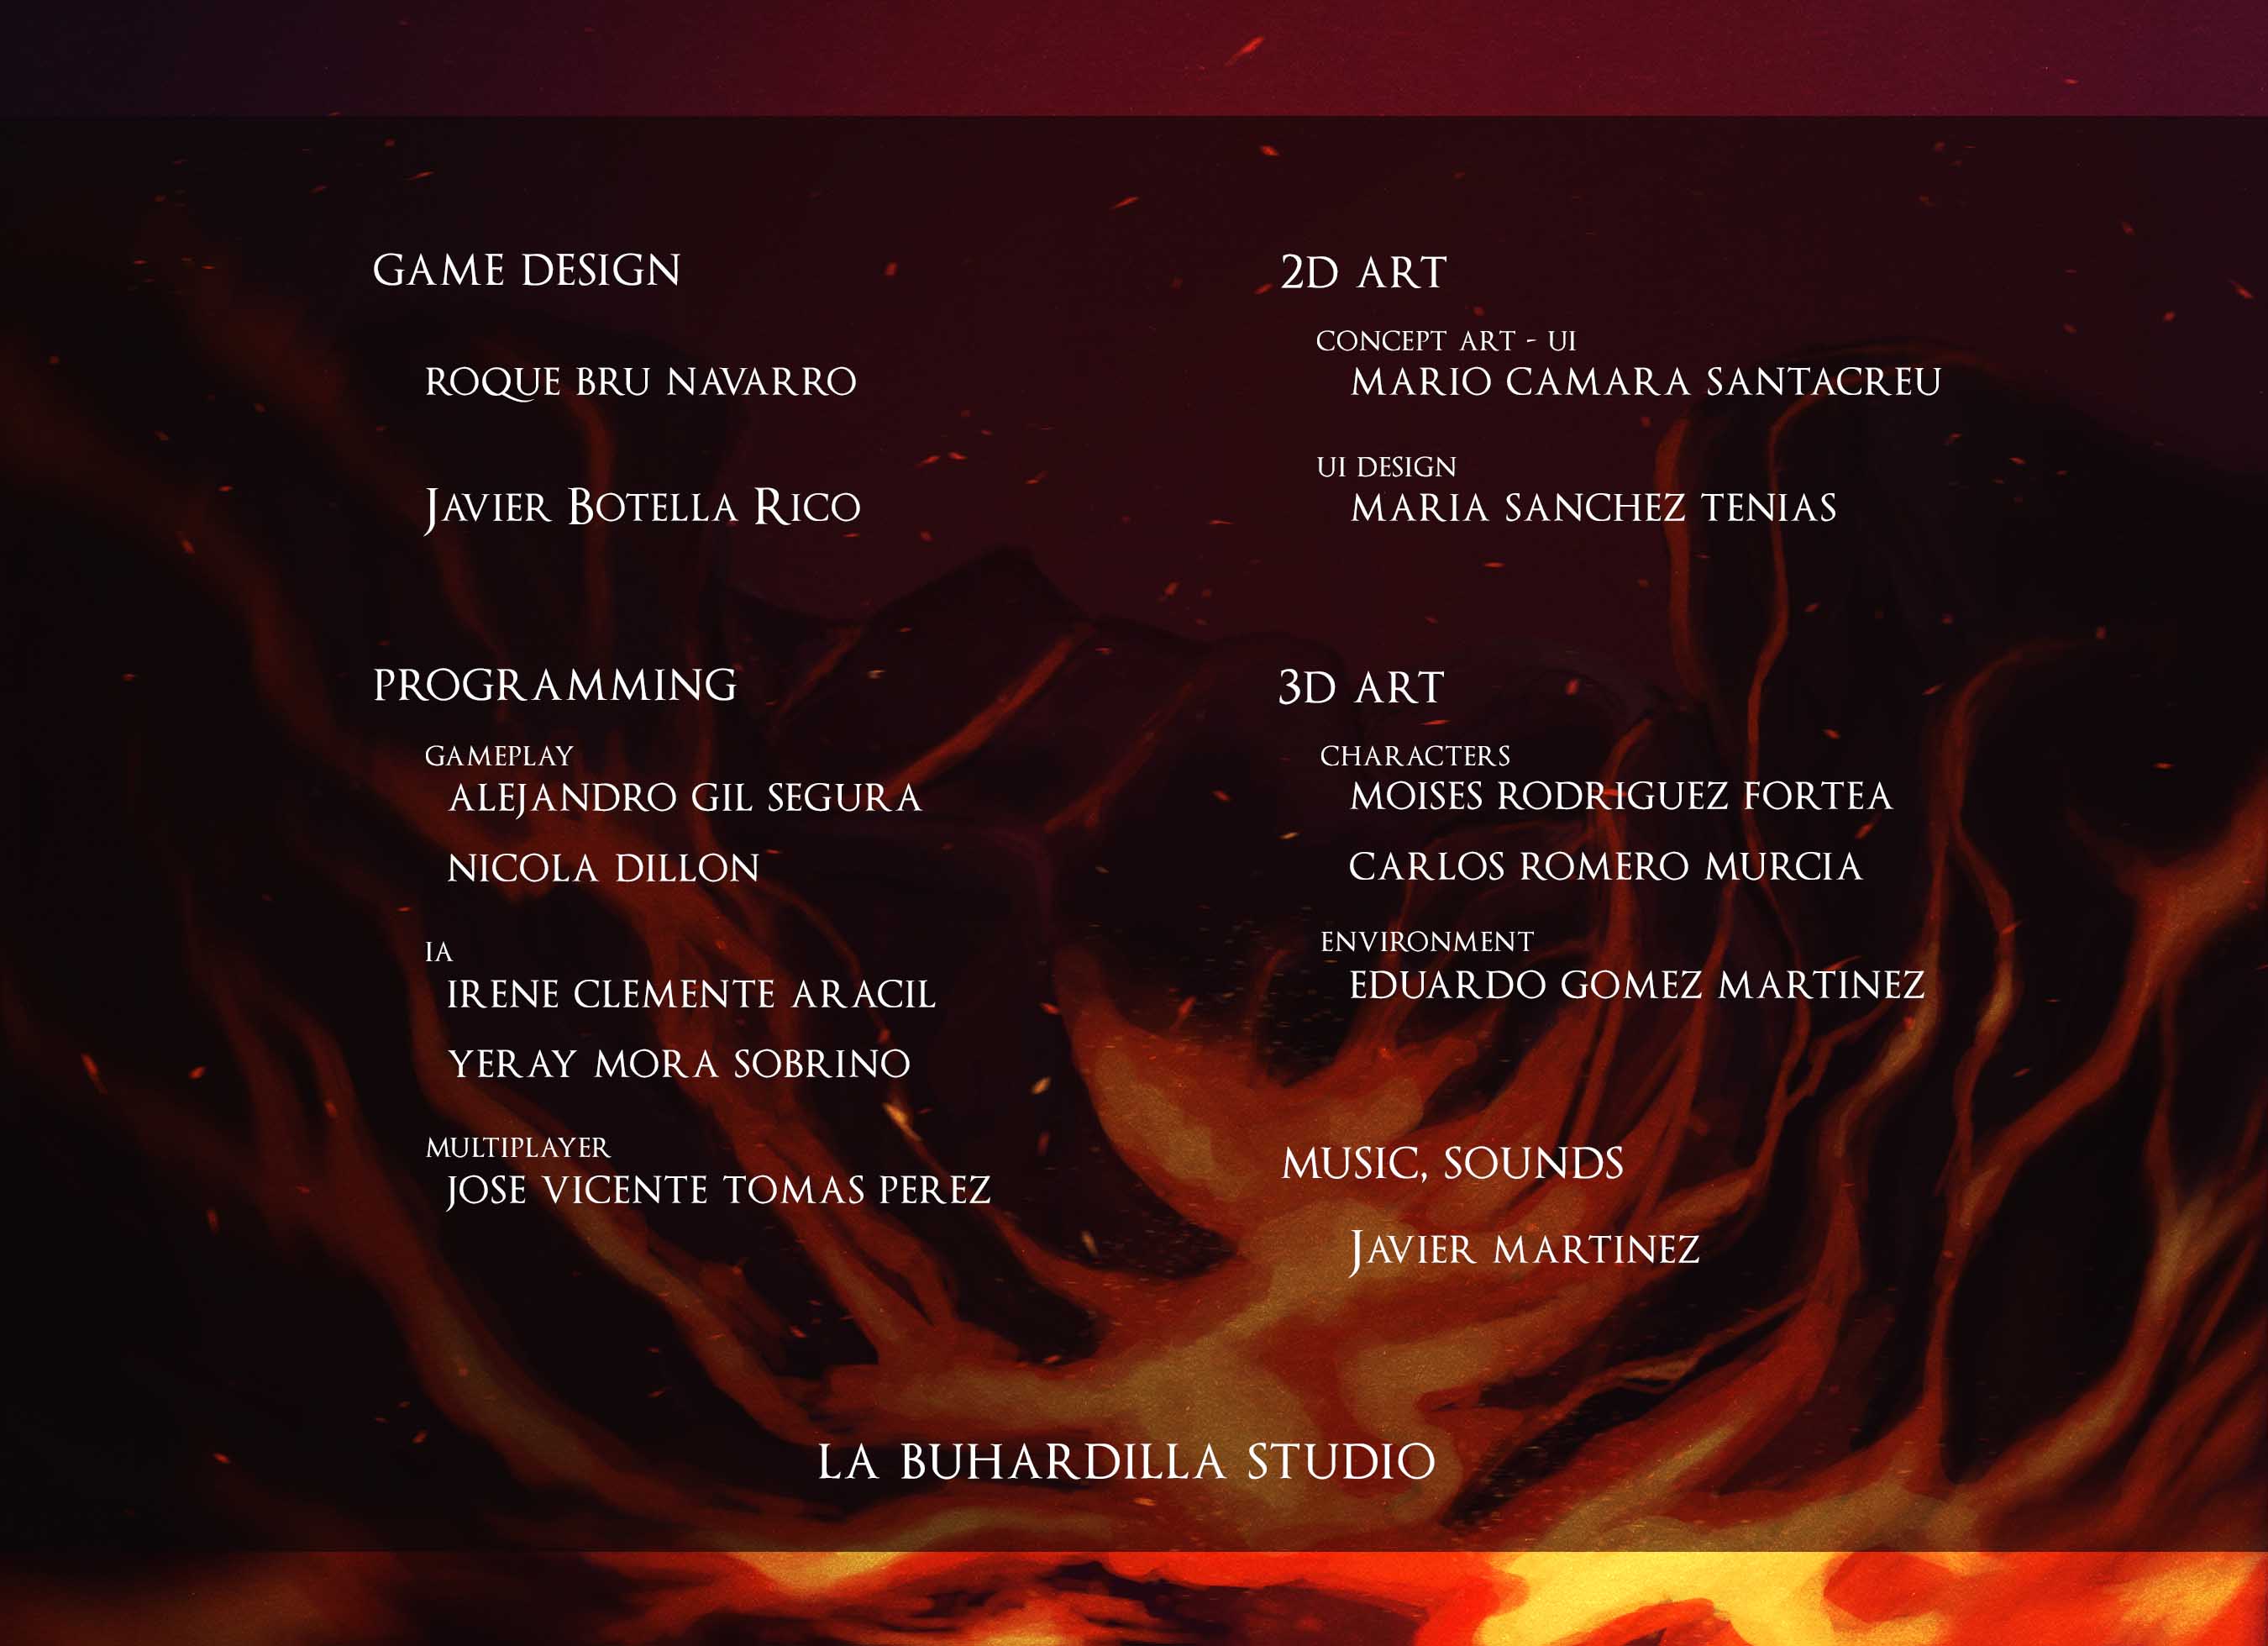 GAME DESIGN
ROQUE BRU NAVARRO
JAVIER BOTELLA RICO
PROGRAMMING
GAMEPLAY
ALEJANDRO GIL SEGURA
NICOLA DILLON
IA
IRENE CLEMENTE ARACIL
YERAY MORA SOBRINO
MULTIPLAYER
JOSE VICENTE TOMAS PEREZ
2D ART
CONCEPT ART - UI
MARIO CAMARA SANTACREU
UI DESIGN
MARIA SANCHEZ TENIAS
3D ART
CHARACTERS
MOISES RODRIGUEZ FORTEA
CARLOS ROMERO MURCIA
ENVIRONMENT
EDUARDO GOMEZ MARTINEZ
MUSIC, SOUNDS
JAVIER MARTINEZ
LA BUHARDILLA STUDIO